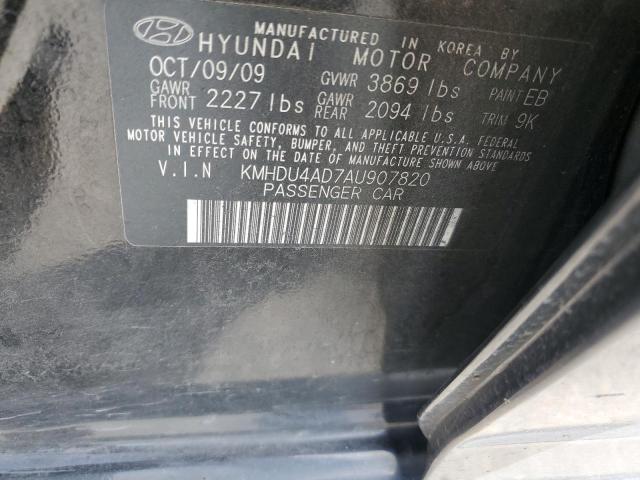 MANUFACTURED IN KOREA BY
HYUNDAI MOTOR COMPANY
OCT/09/09 GVWR 3869 lbs PAINT EB
GAWR FRONT 2227 lbs GAWR REAR 2094 lbs TRIM 9K
THIS VEHICLE CONFORMS TO ALL APPLICABLE U.S.A. FEDERAL
MOTOR VEHICLE SAFETY, BUMPER, AND THEFT PREVENTION STANDARDS
IN EFFECT ON THE DATE OF MANUFACTURE SHOWN ABOVE
V.I.N KMHDU4AD7AU907820
PASSENGER CAR